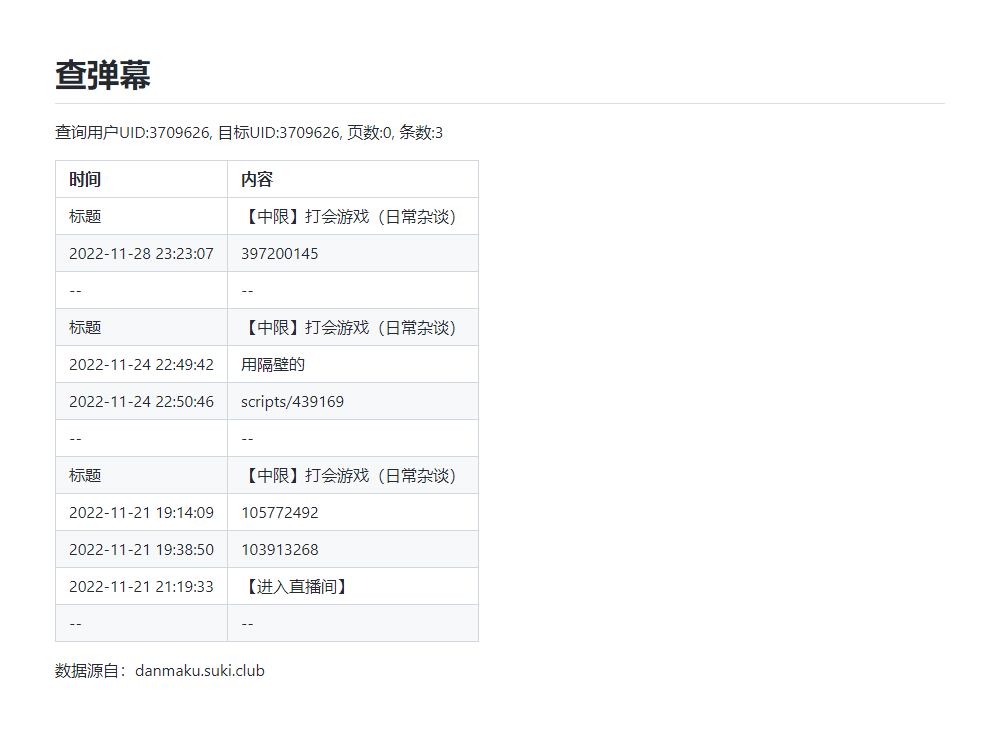 查弹幕
查询用户UID:3709626, 目标UID:3709626, 页数:0, 条数:3
时间 内容
标题 【中限】打会游戏（日常杂谈）
2022-11-28 23:23:07 397200145
-- --
标题 【中限】打会游戏（日常杂谈）
2022-11-24 22:49:42 用隔壁的
2022-11-24 22:50:46 scripts/439169
-- --
标题 【中限】打会游戏（日常杂谈）
2022-11-21 19:14:09 105772492
2022-11-21 19:38:50 103913268
2022-11-21 21:19:33 【进入直播间】
-- --
数据源自：danmaku.suki.club